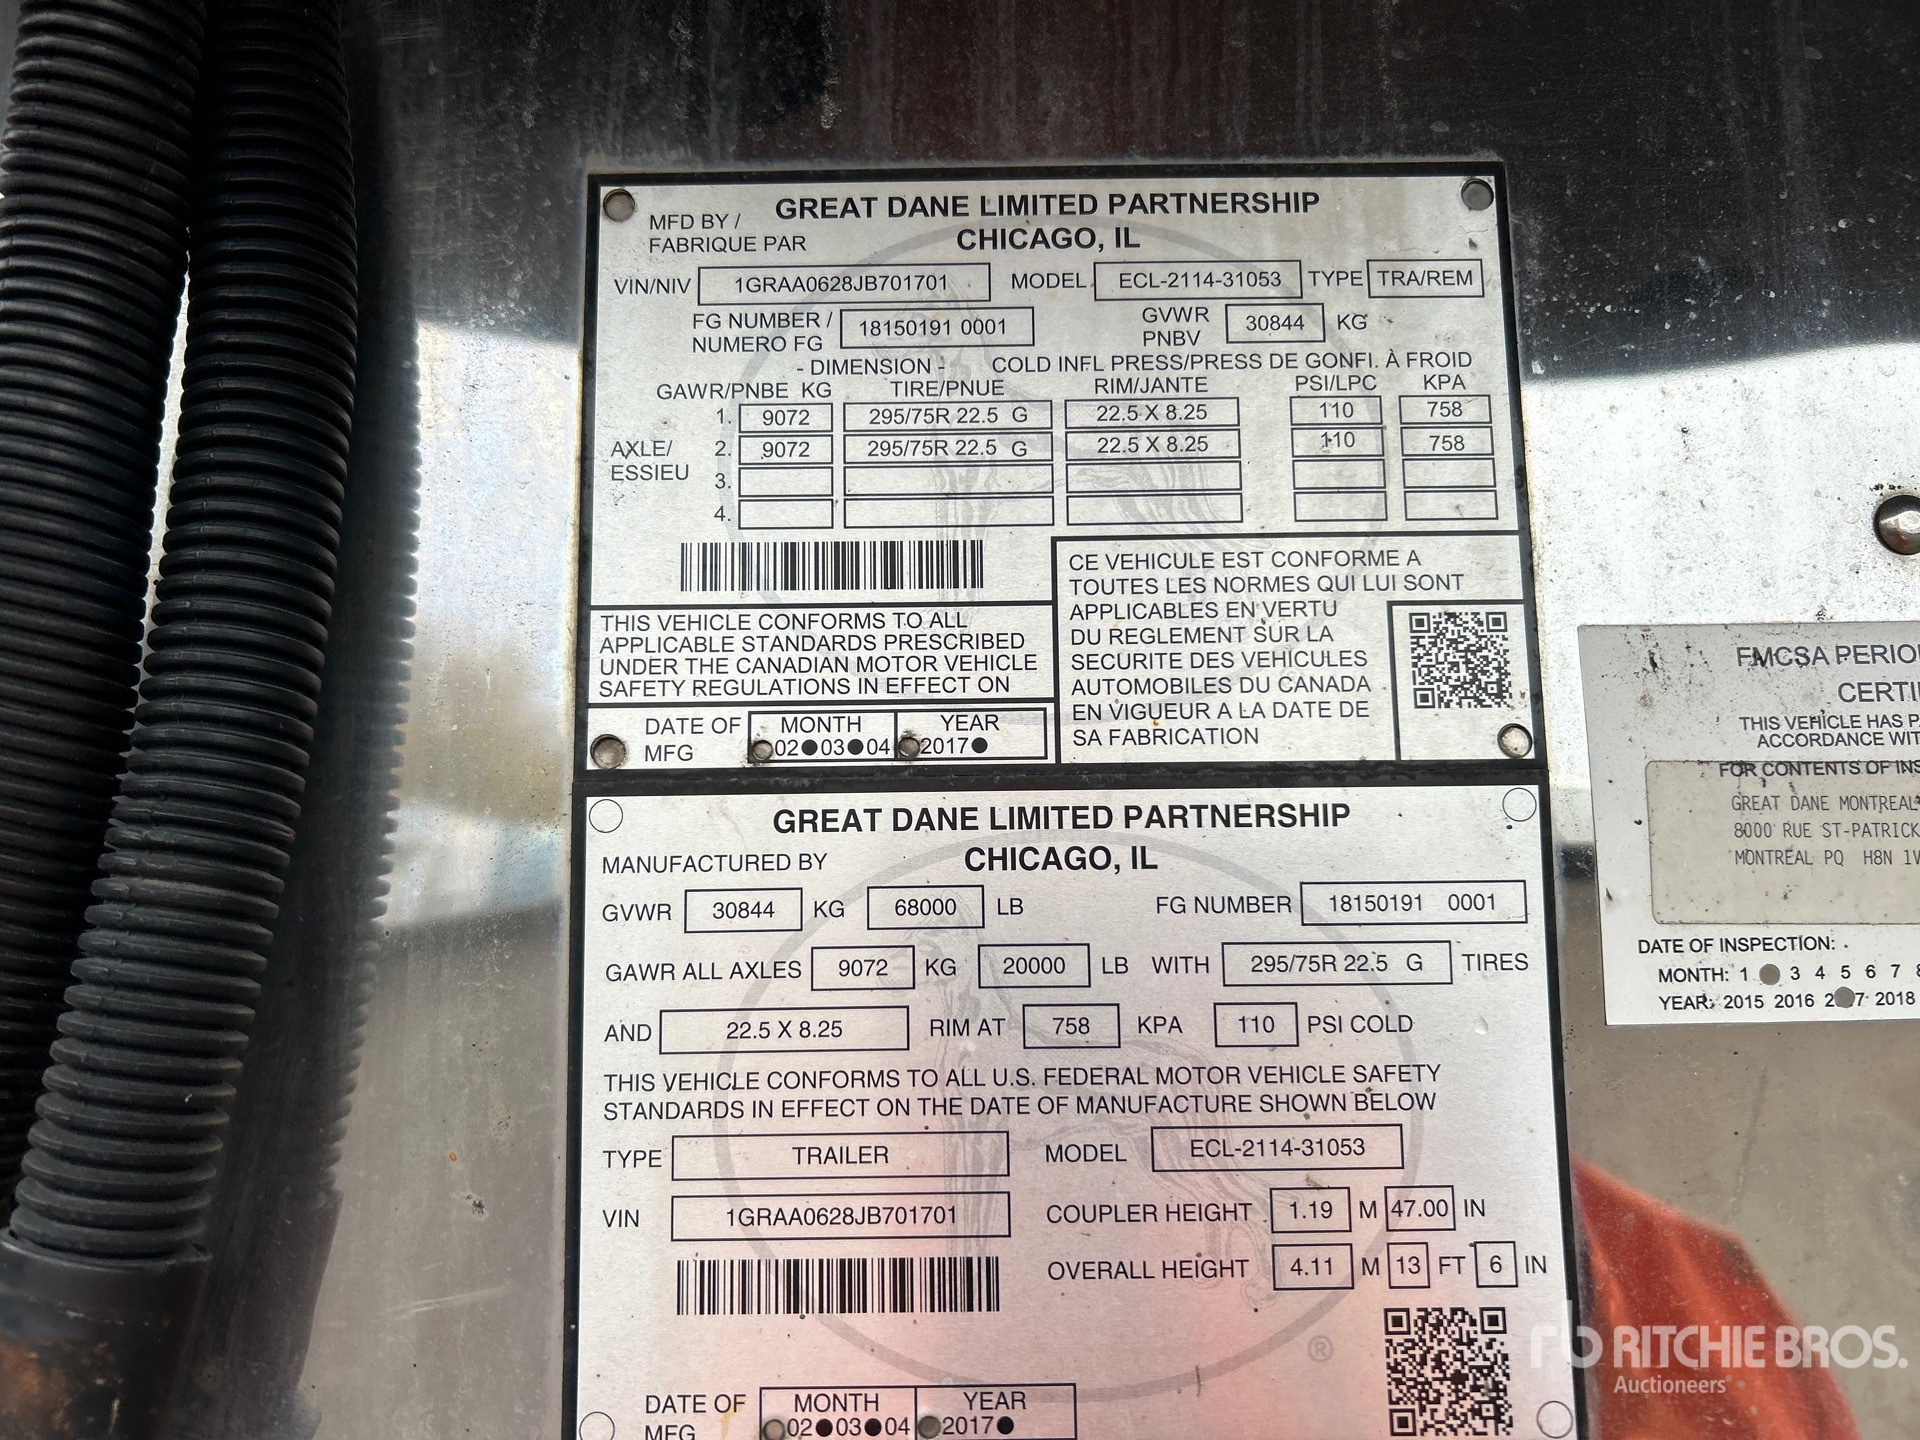 MFD BY /
FABRIQUE PAR
GREAT DANE LIMITED PARTNERSHIP
CHICAGO, IL
VIN/NIV 1GRAA0628JB701701 MODEL ECL-2114-31053 TYPE TRA/REM
FG NUMBER /
NUMERO FG 18150191 0001
GVWR
PNBV 30844 KG
- DIMENSION - COLD INFL PRESS/PRESS DE GONFL. À FROID
GAWR/PNBE KG TIRE/PNUE RIM/JANTE PSI/LPC KPA
AXLE/
ESSIEU
1. 9072 295/75R 22.5 G 22.5 X 8.25 110 758
2. 9072 295/75R 22.5 G 22.5 X 8.25 110 758
3.
4.
THIS VEHICLE CONFORMS TO ALL
APPLICABLE STANDARDS PRESCRIBED
UNDER THE CANADIAN MOTOR VEHICLE
SAFETY REGULATIONS IN EFFECT ON
DATE OF
MFG
MONTH YEAR
02●03●04 2017●
CE VEHICULE EST CONFORME A
TOUTES LES NORMES QUI LUI SONT
APPLICABLES EN VERTU
DU REGLEMENT SUR LA
SECURITE DES VEHICULES
AUTOMOBILES DU CANADA
EN VIGUEUR A LA DATE DE
SA FABRICATION
GREAT DANE LIMITED PARTNERSHIP
MANUFACTURED BY CHICAGO, IL
GVWR 30844 KG 68000 LB FG NUMBER 18150191 0001
GAWR ALL AXLES 9072 KG 20000 LB WITH 295/75R 22.5 G TIRES
AND 22.5 X 8.25 RIM AT 758 KPA 110 PSI COLD
THIS VEHICLE CONFORMS TO ALL U.S. FEDERAL MOTOR VEHICLE SAFETY
STANDARDS IN EFFECT ON THE DATE OF MANUFACTURE SHOWN BELOW
TYPE TRAILER MODEL ECL-2114-31053
VIN 1GRAA0628JB701701 COUPLER HEIGHT 1.19 M 47.00 IN
OVERALL HEIGHT 4.11 M 13 FT 6 IN
®
DATE OF
MFG
MONTH YEAR
02●03●04 2017●
FMCSA PERIO
CERTI
THIS VEHICLE HAS P
ACCORDANCE WIT
FOR CONTENTS OF INS
GREAT DANE MONTREAL
8000 RUE ST-PATRICK
MONTREAL PQ H8N 1V
DATE OF INSPECTION:
MONTH: 1 3 4 5 6 7 8
YEAR: 2015 2016 2 7 2018
RITCHIE BROS.
Auctioneers